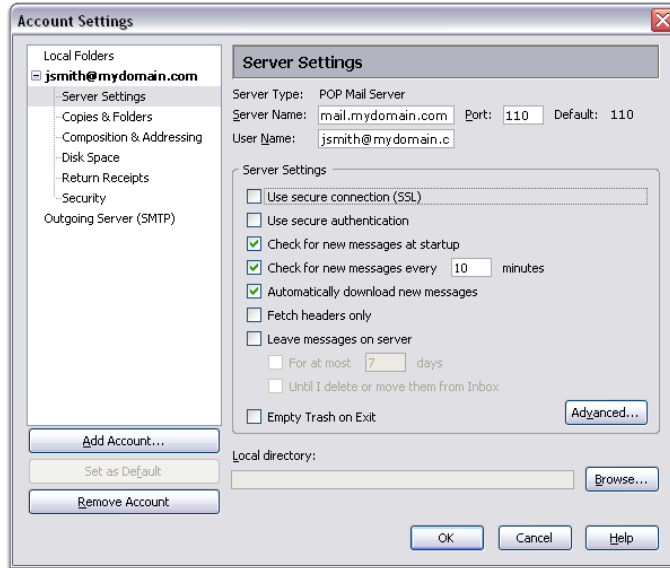 Account Settings
Local Folders
jsmith@mydomain.com
Server Settings
Copies & Folders
Composition & Addressing
Disk Space
Return Receipts
Security
Outgoing Server (SMTP)
Add Account...
Set as Default
Remove Account
Server Settings
Server Type: POP Mail Server
Server Name: mail.mydomain.com Port: 110 Default: 110
User Name: jsmith@mydomain.c
Server Settings
Use secure connection (SSL)
Use secure authentication
Check for new messages at startup
Check for new messages every 10 minutes
Automatically download new messages
Fetch headers only
Leave messages on server
For at most 7 days
Until I delete or move them from Inbox
Empty Trash on Exit
Advanced...
Local directory:
Browse...
OK Cancel Help